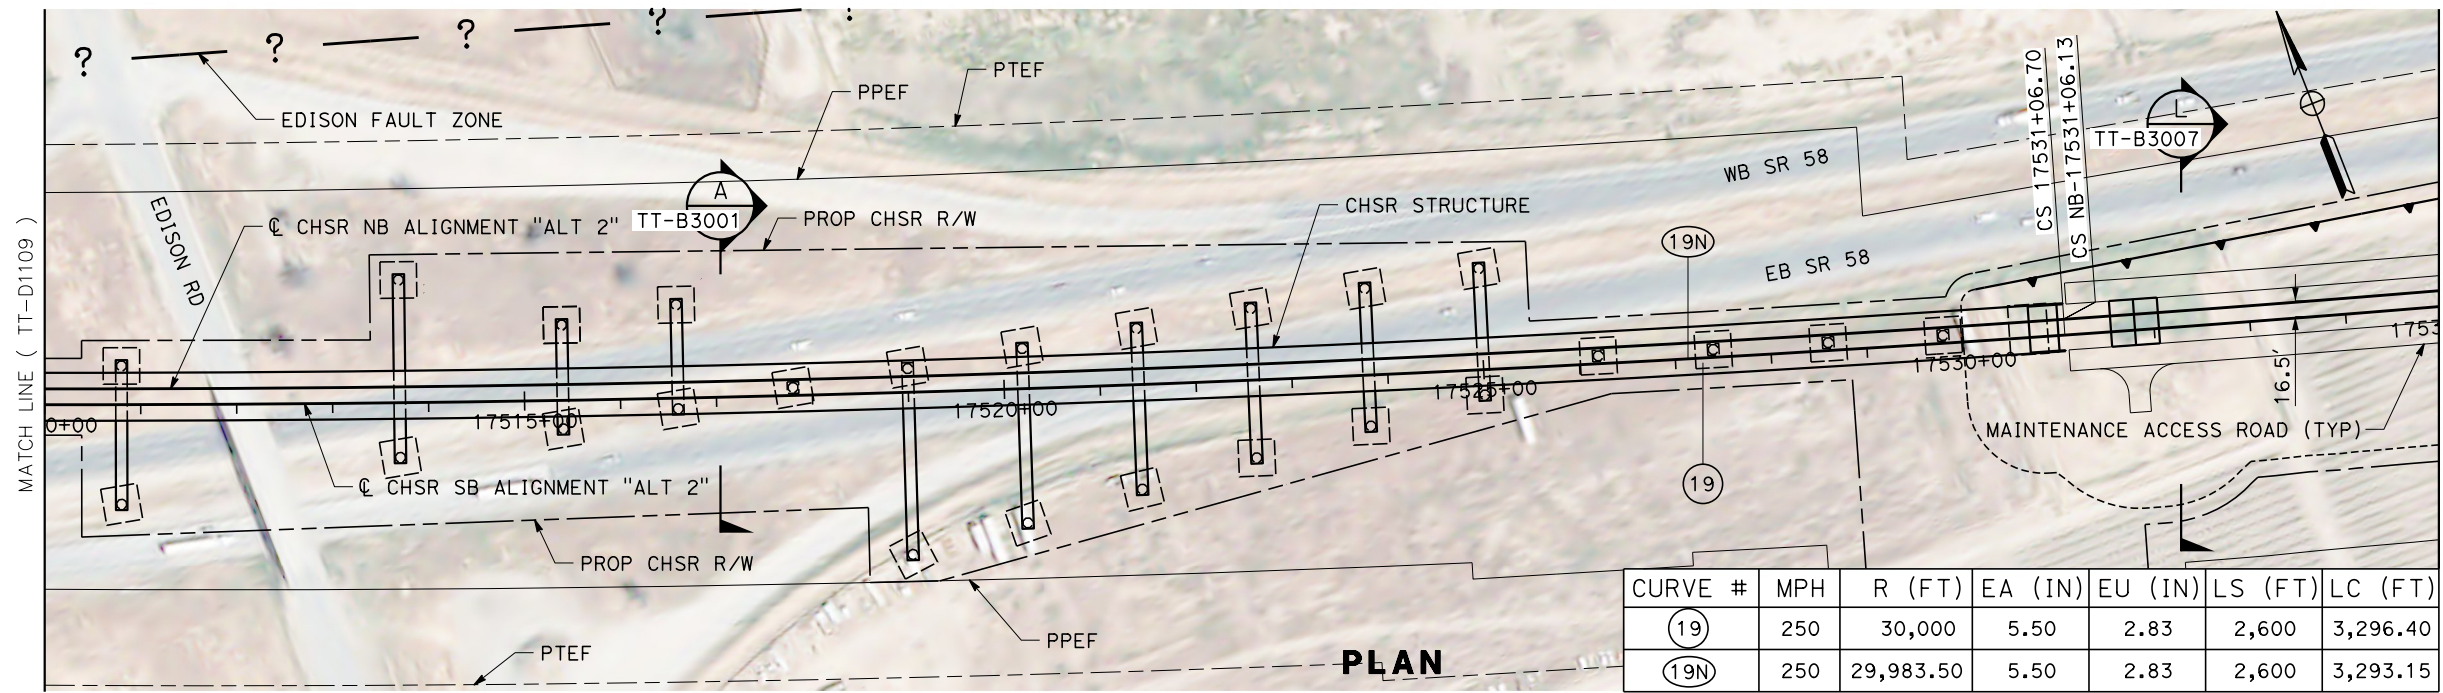 ?
?
?
?
?
PTEF
PPEF
EDISON FAULT ZONE
CS 17531+06.70
CS NB-17531+06.13
L
TT-B3007
WB SR 58
A
TT-B3001
CHSR STRUCTURE
PROP CHSR R/W
EDISON RD
℄ CHSR NB ALIGNMENT "ALT 2"
MATCH LINE ( TT-D1109 )
19N
EB SR 58
0+00
17515+00
17520+00
17525+00
17530+00
1753
16.5'
MAINTENANCE ACCESS ROAD (TYP)
℄ CHSR SB ALIGNMENT "ALT 2"
19
PROP CHSR R/W
PPEF
PTEF
PLAN
CURVE # MPH R (FT) EA (IN) EU (IN) LS (FT) LC (FT)
19 250 30,000 5.50 2.83 2,600 3,296.40
19N 250 29,983.50 5.50 2.83 2,600 3,293.15